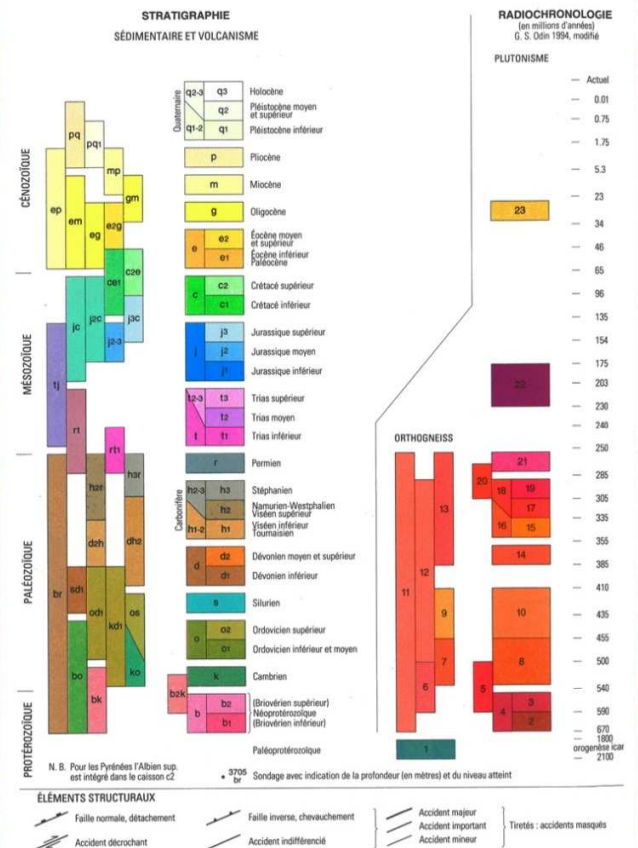 STRATIGRAPHIE
SÉDIMENTAIRE ET VOLCANISME
RADIOCHRONOLOGIE
(en millions d'années)
G. S. Odin 1994, modifié
PLUTONISME
CÉNOZOÏQUE
MÉSOZOÏQUE
PALÉOZOÏQUE
PROTÉROZOÏQUE
pq
pq1
mp
ep
em
gm
eg
e2g
ce1
c2e
jc
j2c
j3c
j2-3
tj
rt
rt1
h3r
h2r
d2h
dh2
br
sd1
od1
kd1
os
bo
ko
bk
b2k
Quaternaire
q2-3 q3 Holocène
q2 Pléistocène moyen
et supérieur
q1-2 q1 Pléistocène inférieur
p Pliocène
m Miocène
g Oligocène
e e2 Éocène moyen
et supérieur
e1 Éocène inférieur
Paléocène
c c2 Crétacé supérieur
c1 Crétacé inférieur
j j3 Jurassique supérieur
j2 Jurassique moyen
j1 Jurassique inférieur
t2-3 t3 Trias supérieur
t2 Trias moyen
t t1 Trias inférieur
r Permien
Carbonifère
h2-3 h3 Stéphanien
h2 Namurien-Westphalien
Viséen supérieur
h1-2 h1 Viséen inférieur
Tournaisien
d d2 Dévonien moyen et supérieur
d1 Dévonien inférieur
s Silurien
o o2 Ordovicien supérieur
o1 Ordovicien inférieur et moyen
k Cambrien
b b2 (Briovérien supérieur)
Néoprotérozoïque
b1 (Briovérien inférieur)
Paléoprotérozoïque
ORTHOGNEISS
11
12
13
9
7
6
23
22
21
20
18 19
17
16 15
14
10
8
5
4 3
2
1
— Actuel
— 0.01
— 0.75
— 1.75
— 5.3
— 23
— 34
— 46
— 65
— 96
— 135
— 154
— 175
— 203
— 230
— 240
— 250
— 285
— 305
— 335
— 355
— 385
— 410
— 435
— 455
— 500
— 540
— 590
— 670
— 1800
orogenèse icar
— 2100
N. B. Pour les Pyrénées l'Albien sup.
est intégré dans le caisson c2
• 3705
br
Sondage avec indication de la profondeur (en mètres) et du niveau atteint
ÉLÉMENTS STRUCTURAUX
Faille normale, détachement
Accident décrochant
Faille inverse, chevauchement
Accident indifférencié
Accident majeur
Accident important
Accident mineur
Tiretés : accidents masqués